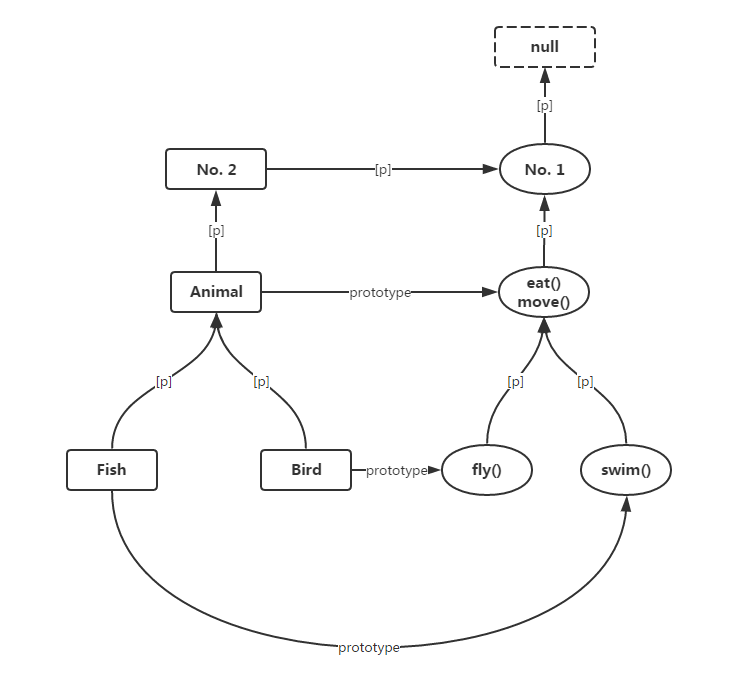 null
[p]
No. 2
[p]
No. 1
[p]
[p]
Animal
prototype
eat()
move()
[p]
[p]
[p]
[p]
Fish
Bird
prototype
fly()
swim()
prototype